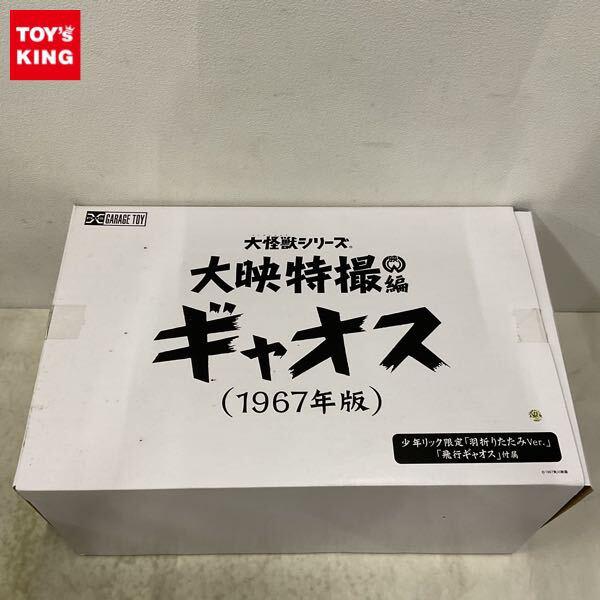 TOY's
KING
GARAGE TOY
大怪獣シリーズ
大映特撮編
ギャオス
(1967年版)
少年リック限定「羽折りたたみVer.」
「飛行ギャオス」付属